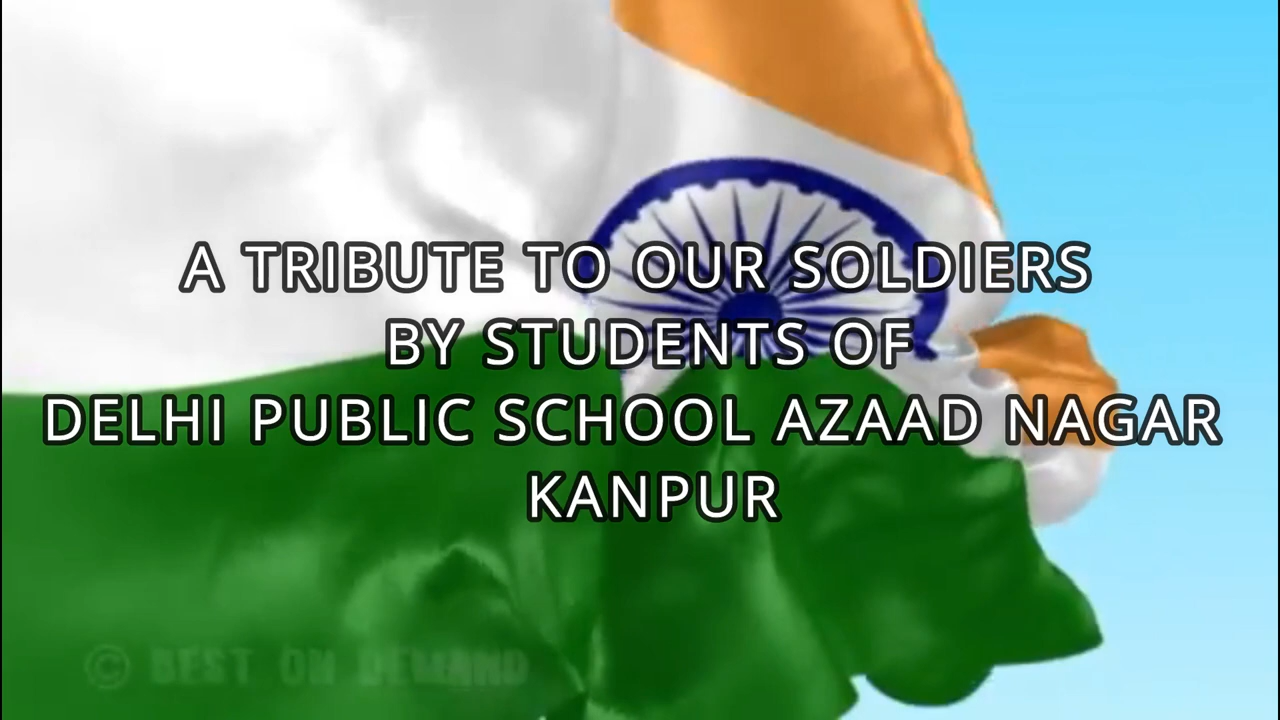 A TRIBUTE TO OUR SOLDIERS
BY STUDENTS OF
DELHI PUBLIC SCHOOL AZAAD NAGAR
KANPUR
© BEST ON DEMAND